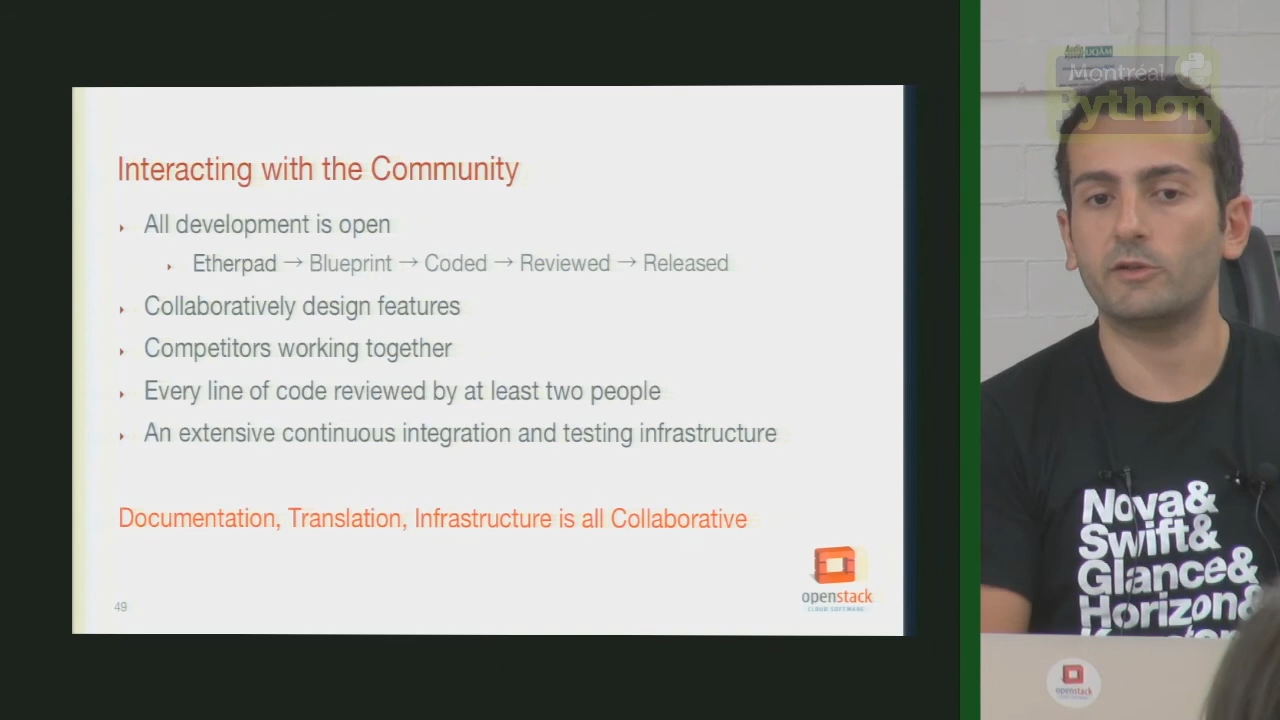 Interacting with the Community
All development is open
Etherpad → Blueprint → Coded → Reviewed → Released
Collaboratively design features
Competitors working together
Every line of code reviewed by at least two people
An extensive continuous integration and testing infrastructure
Documentation, Translation, Infrastructure is all Collaborative
49
openstack
CLOUD SOFTWARE
UQAM
Montréal
Python
Nova&
Swift&
Glance&
Horizon&
openstack